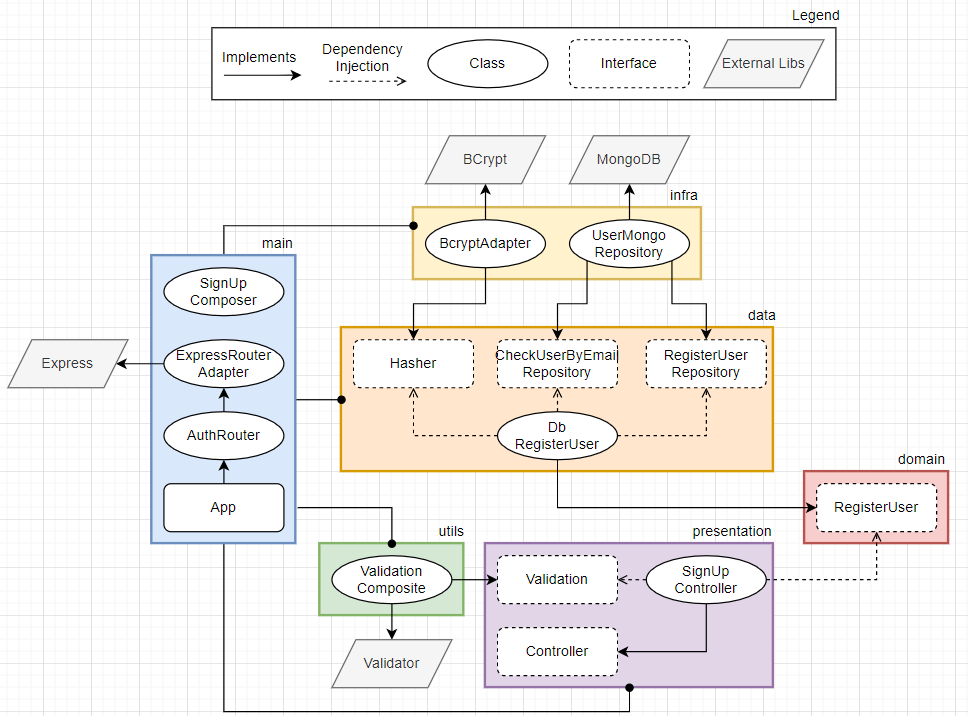 Legend
Implements
Dependency
Injection
Class
Interface
External Libs
BCrypt
MongoDB
infra
BcryptAdapter
UserMongo
Repository
main
SignUp
Composer
data
Express
ExpressRouter
Adapter
Hasher
CheckUserByEmail
Repository
RegisterUser
Repository
AuthRouter
Db
RegisterUser
domain
App
RegisterUser
utils
presentation
Validation
Composite
Validation
SignUp
Controller
Validator
Controller